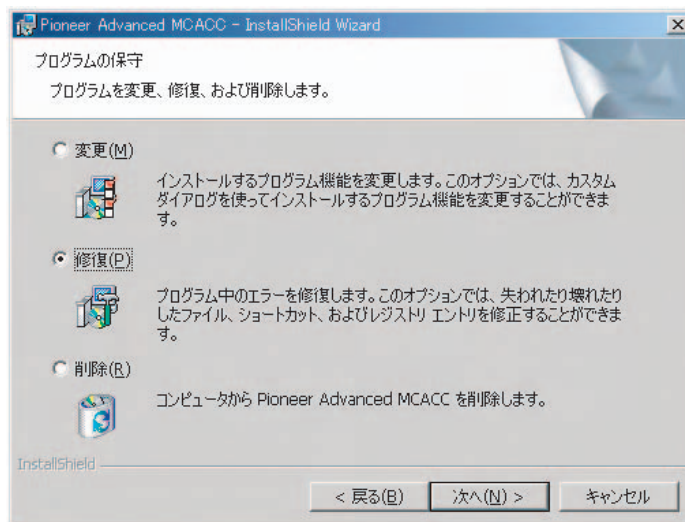 Pioneer Advanced MCACC - InstallShield Wizard
プログラムの保守
プログラムを変更、修復、および削除します。
変更(M)
インストールするプログラム機能を変更します。このオプションでは、カスタム
ダイアログを使ってインストールするプログラム機能を変更することができま
す。
修復(P)
プログラム中のエラーを修復します。このオプションでは、失われたり壊れたり
したファイル、ショートカット、およびレジストリ エントリを修正することができま
す。
削除(R)
コンピュータから Pioneer Advanced MCACC を削除します。
InstallShield
< 戻る(B) 次へ(N) > キャンセル